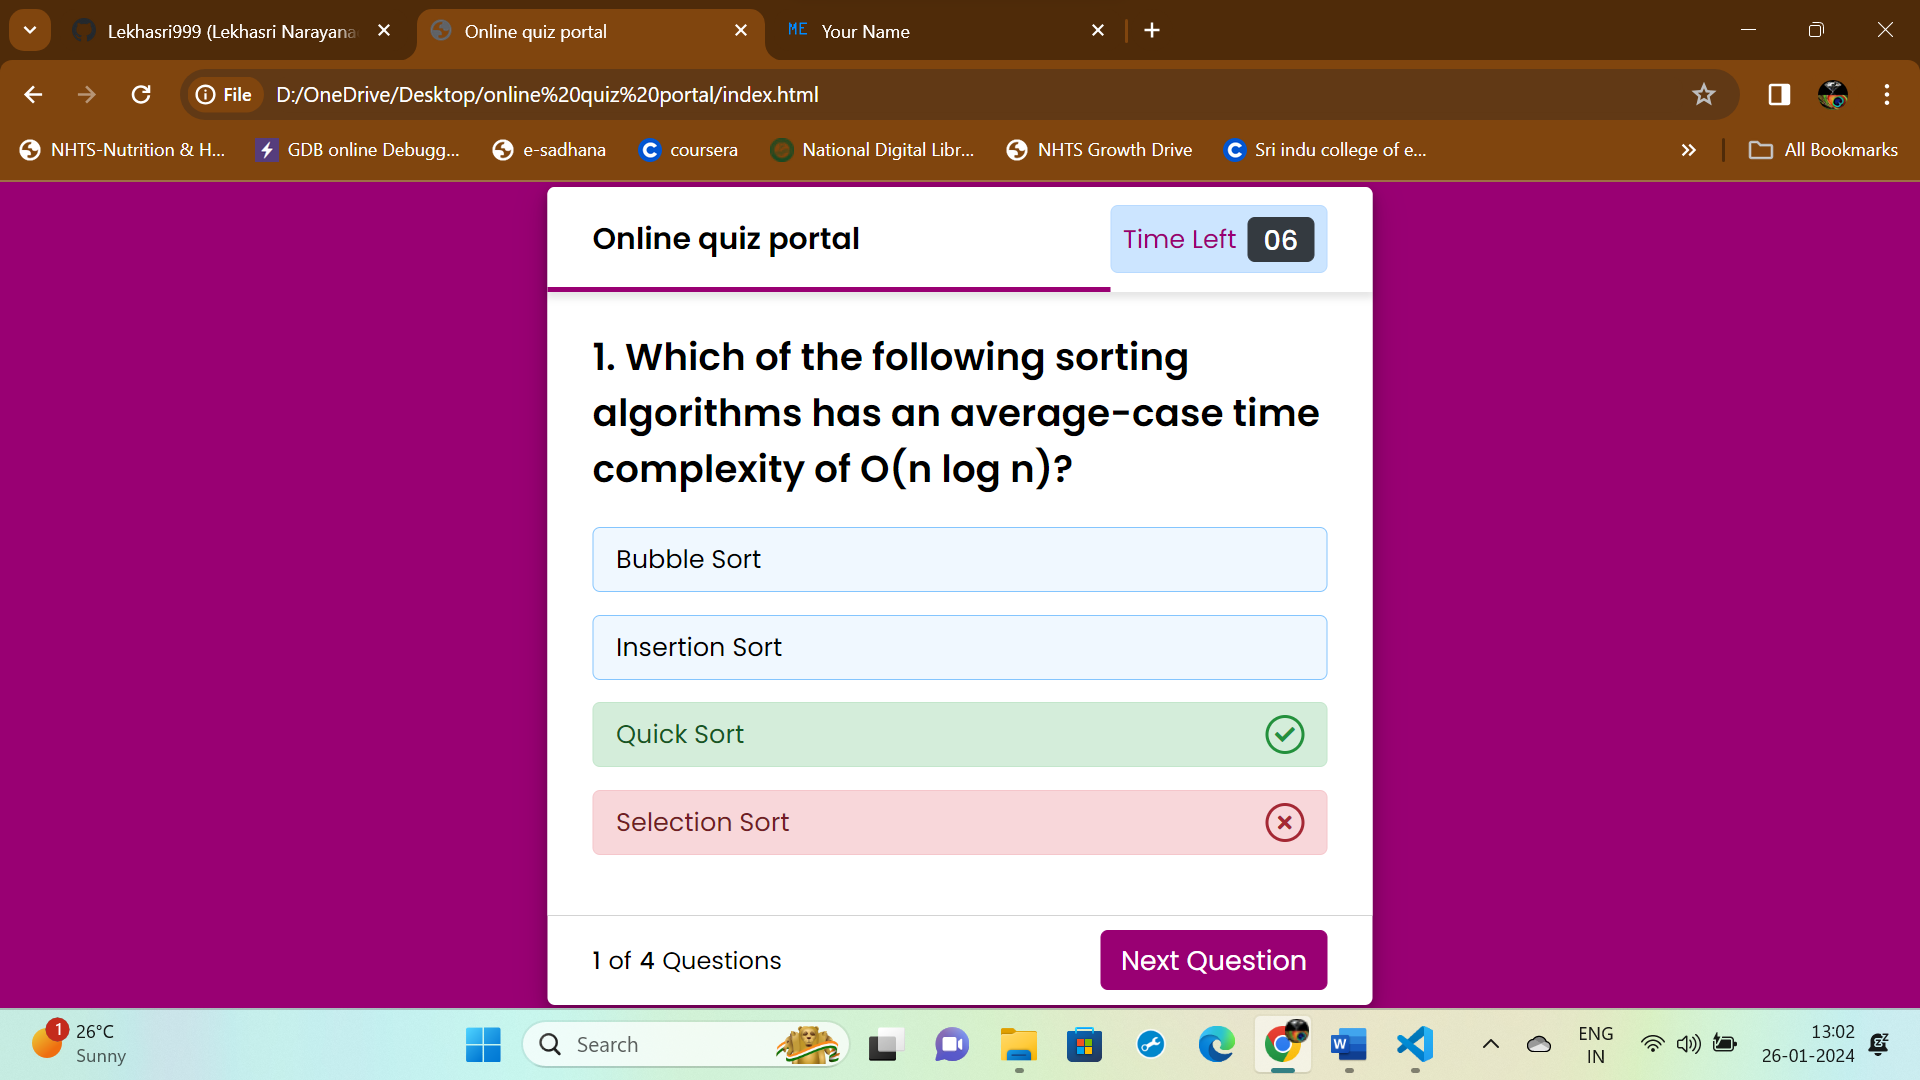 Lekhasri999 (Lekhasri Narayana
Online quiz portal
ME Your Name
File D:/OneDrive/Desktop/online%20quiz%20portal/index.html
NHTS-Nutrition & H... GDB online Debugg... e-sadhana coursera National Digital Libr... NHTS Growth Drive Sri indu college of e... All Bookmarks
Online quiz portal
Time Left 06
1. Which of the following sorting
algorithms has an average-case time
complexity of O(n log n)?
Bubble Sort
Insertion Sort
Quick Sort
Selection Sort
1 of 4 Questions
Next Question
1 26°C
Sunny
Search
ENG
IN
13:02
26-01-2024